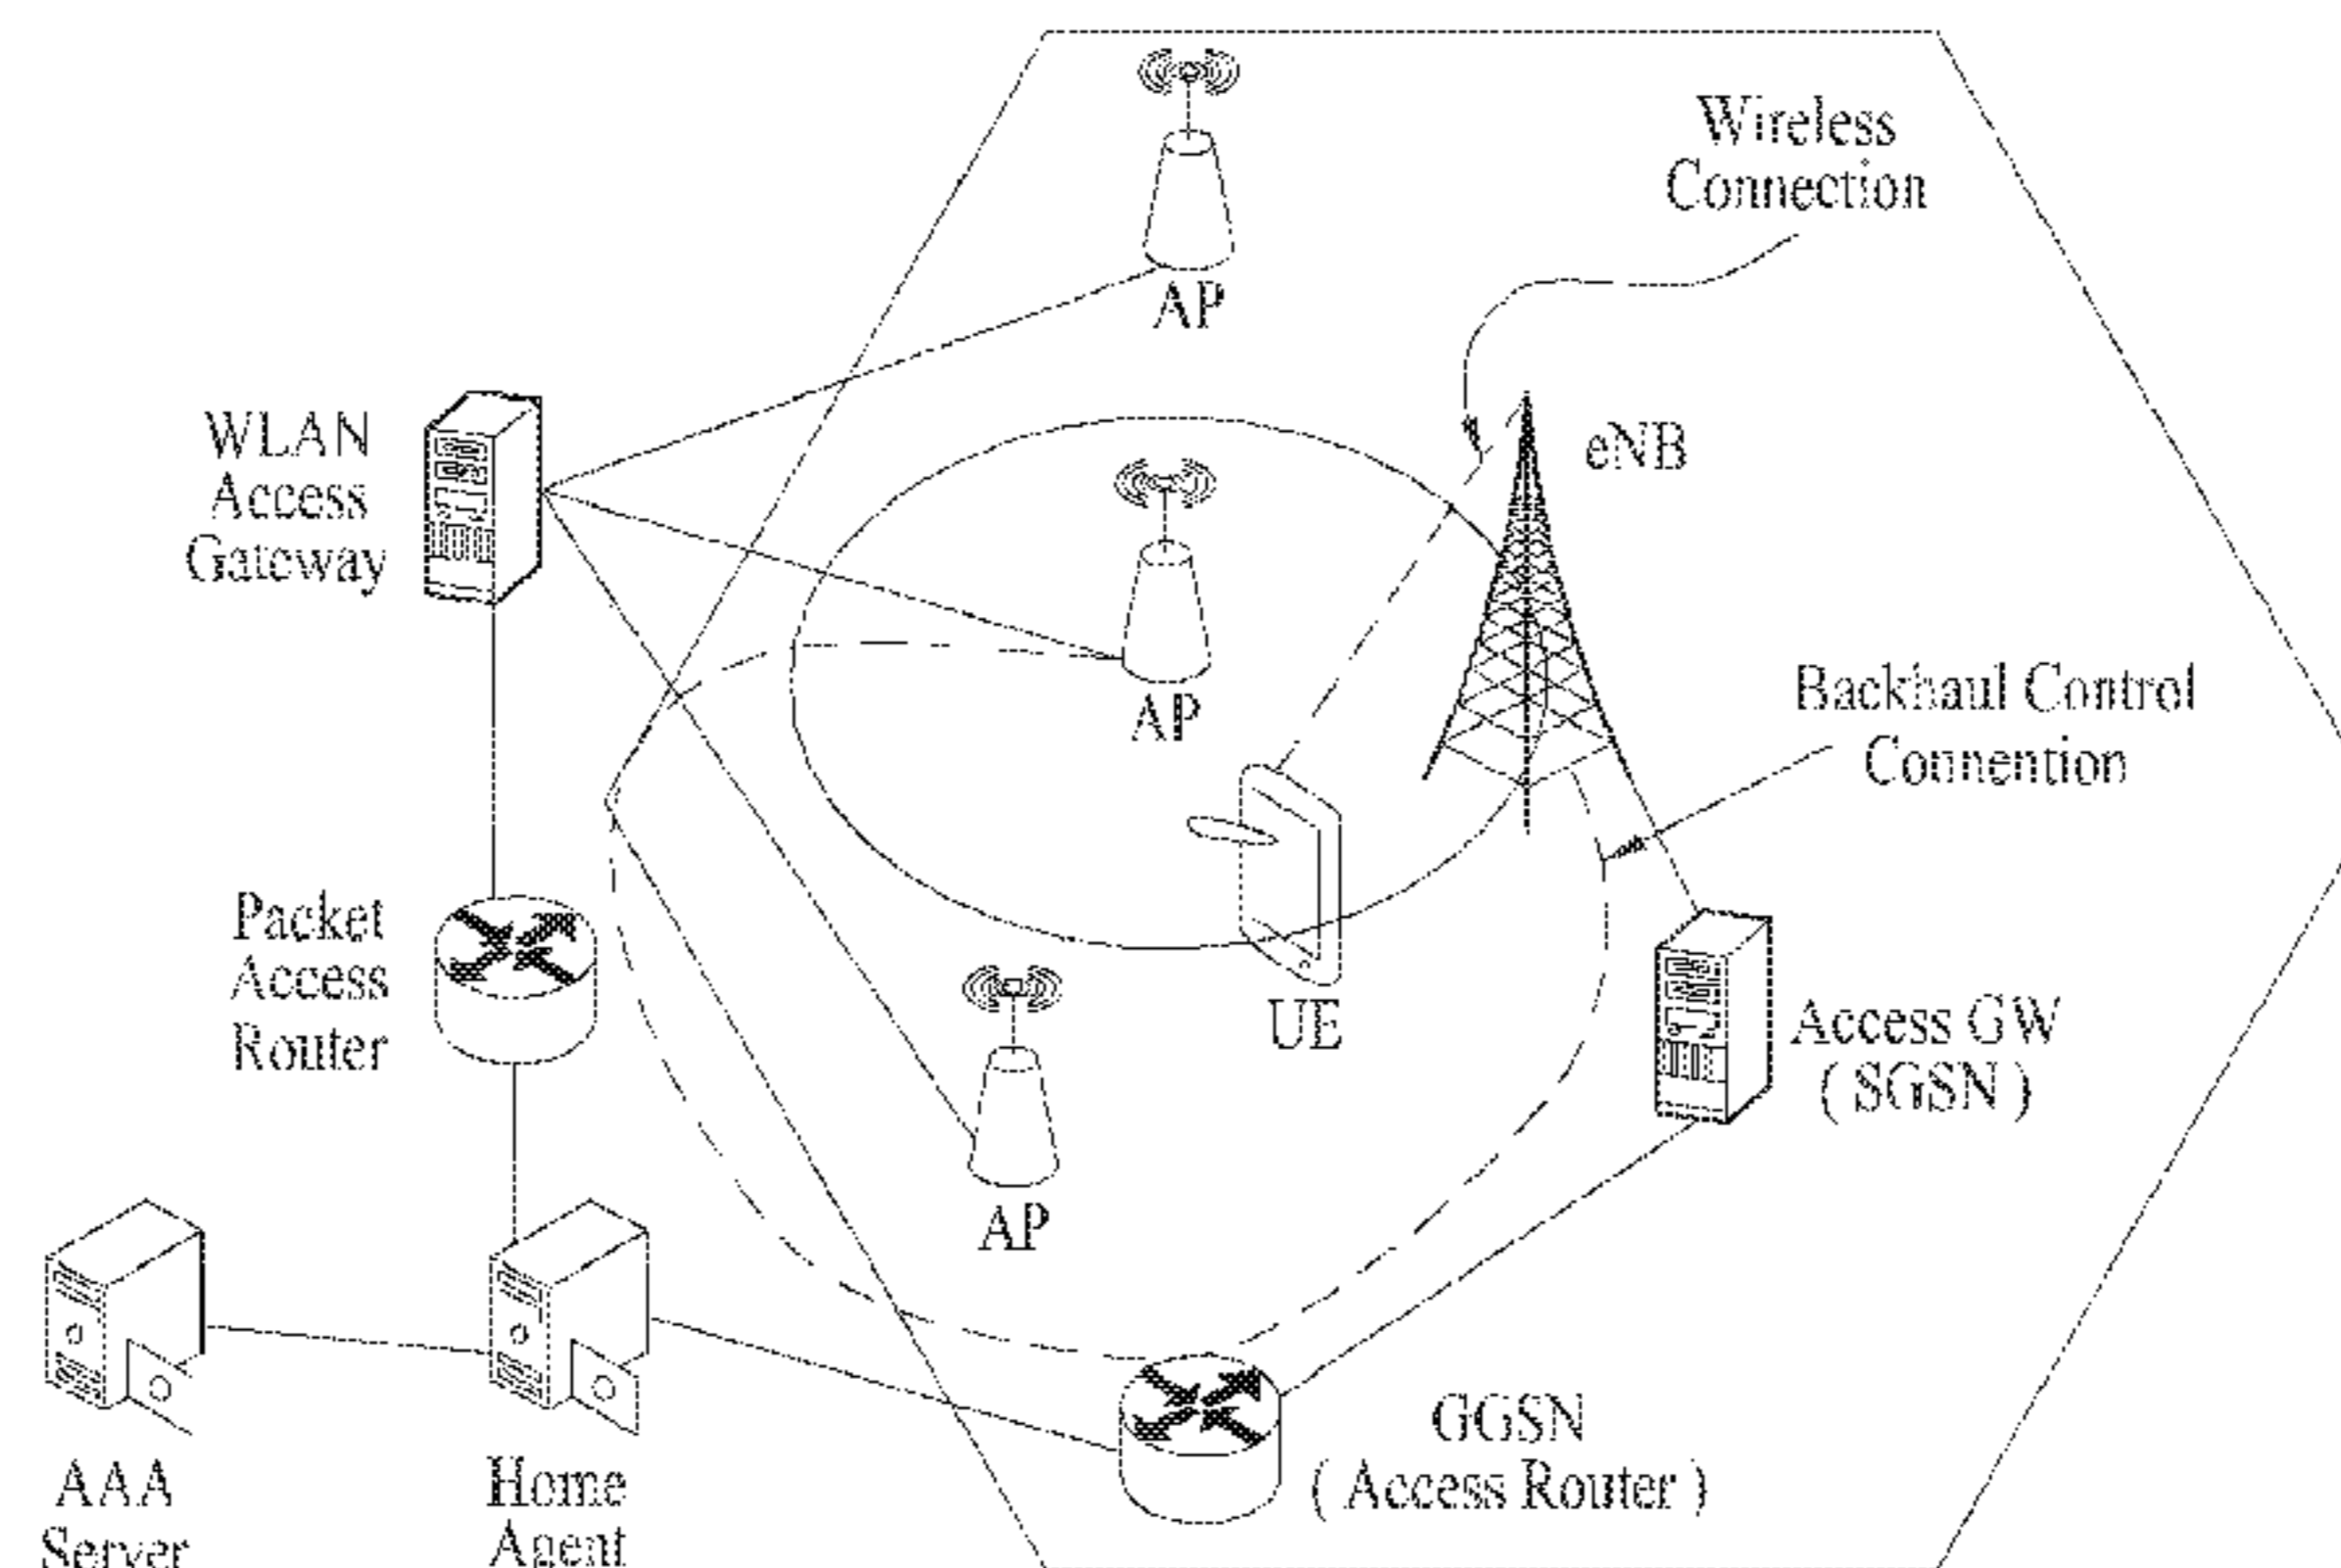 Wireless
Connection
AP
WLAN
Access
Gateway
eNB
AP
Backhaul Control
Connention
Packet
Access
Router
UE
Access GW
( SGSN )
AP
GGSN
( Access Router )
AAA
Server
Home
Agent